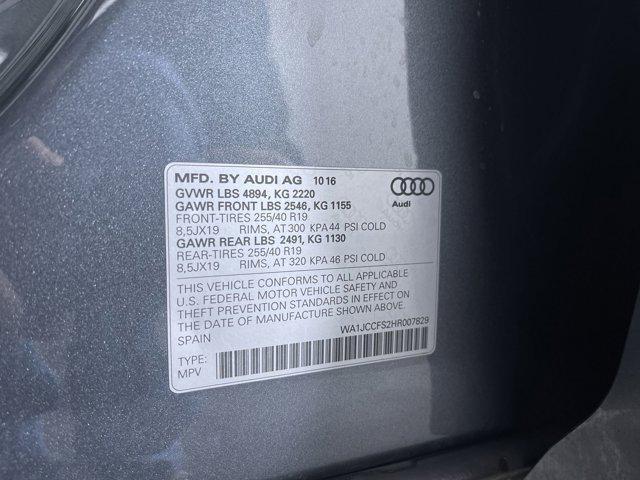 MFD. BY AUDI AG 10 16
GVWR LBS 4894, KG 2220
GAWR FRONT LBS 2546, KG 1155
FRONT-TIRES 255/40 R19
8,5JX19 RIMS, AT 300 KPA 44 PSI COLD
GAWR REAR LBS 2491, KG 1130
REAR-TIRES 255/40 R19
8,5JX19 RIMS, AT 320 KPA 46 PSI COLD
Audi
THIS VEHICLE CONFORMS TO ALL APPLICABLE
U.S. FEDERAL MOTOR VEHICLE SAFETY AND
THEFT PREVENTION STANDARDS IN EFFECT ON
THE DATE OF MANUFACTURE SHOWN ABOVE.
SPAIN WA1JCCFS2HR007829
TYPE:
MPV